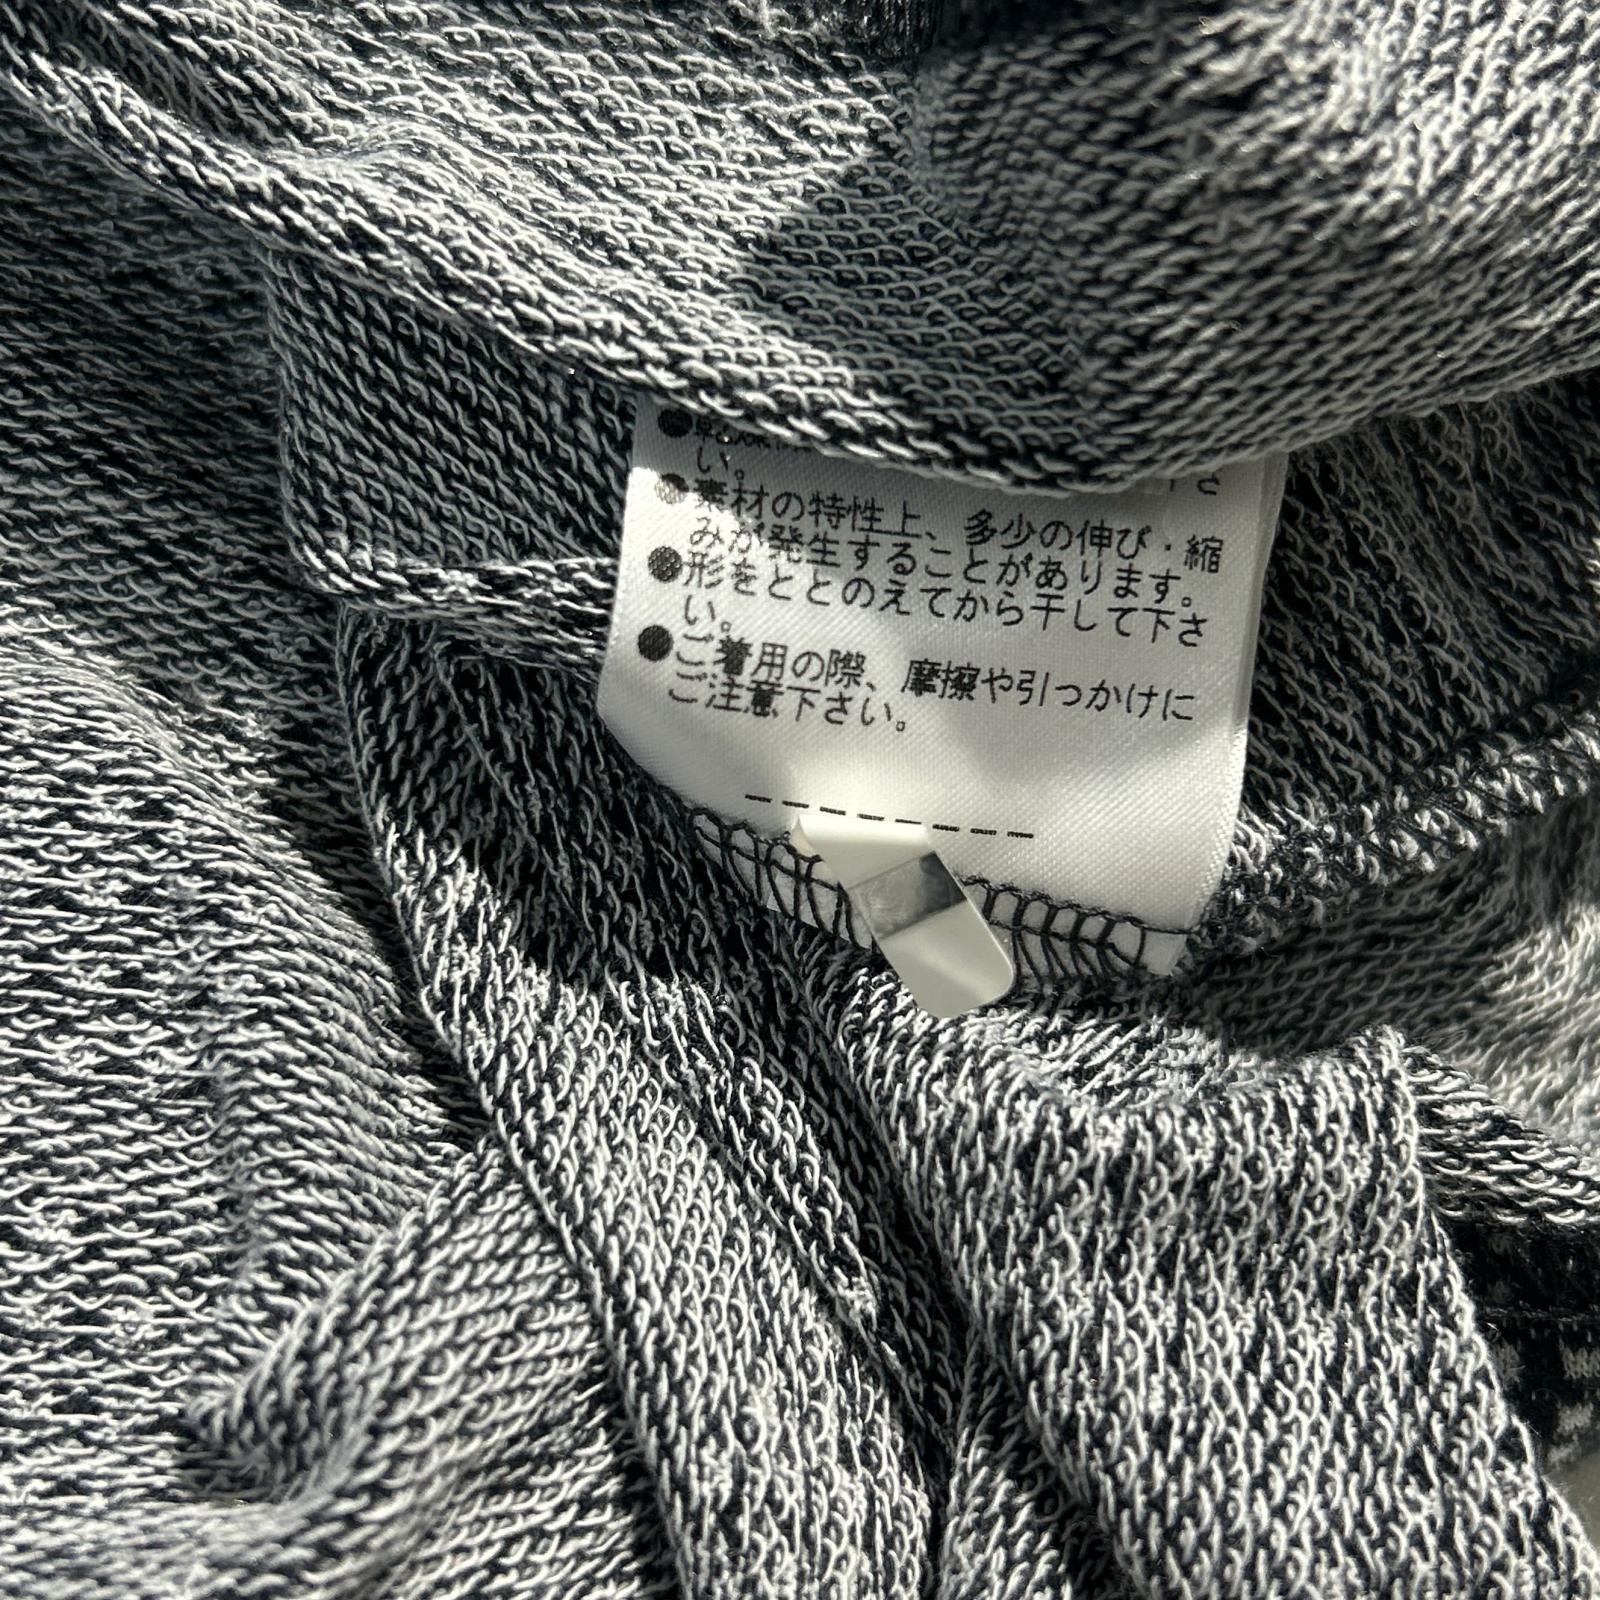 い。
●素材の特性上、多少の伸び・縮
みが発生することがあります。
●形をととのえてから干して下さ
い。
●ご着用の際、摩擦や引っかけに
ご注意下さい。